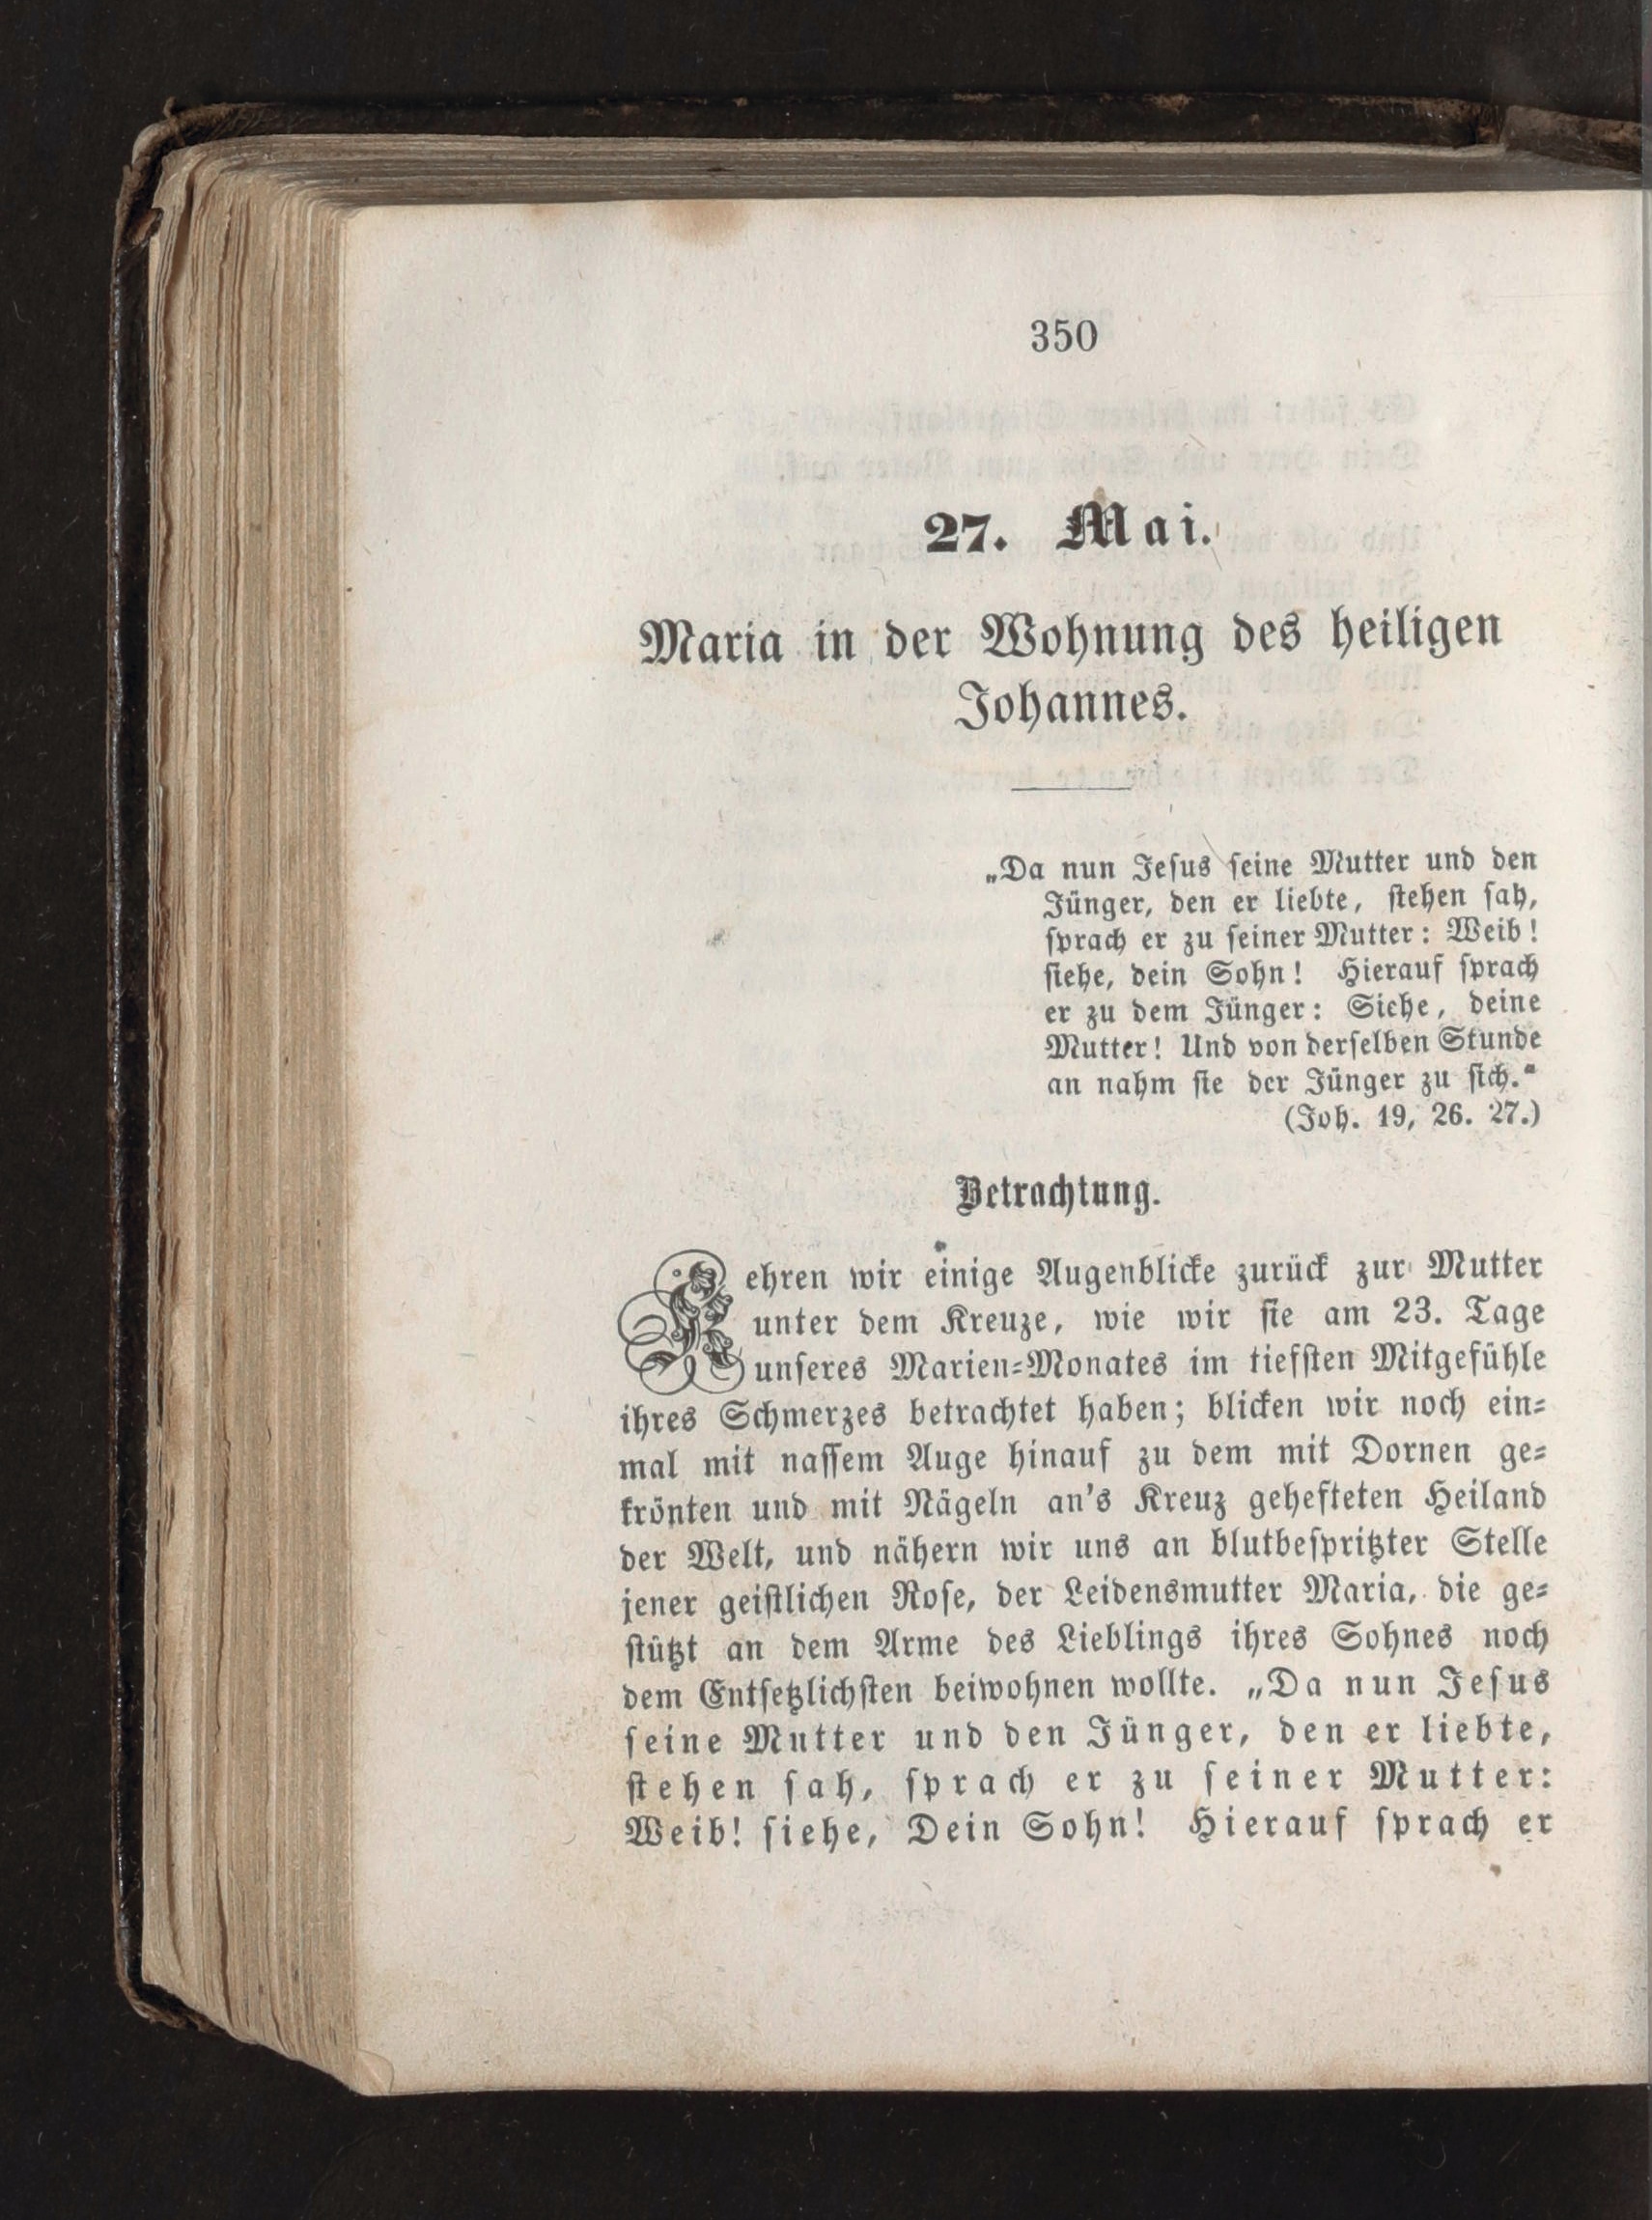 350
27. Mai.
Maria in der Wohnung des heiligen
Johannes.
„Da nun Jesus seine Mutter und den
Jünger, den er liebte, stehen sah,
sprach er zu seiner Mutter: Weib!
siehe, dein Sohn! Hierauf sprach
er zu dem Jünger: Siehe, deine
Mutter! Und von derselben Stunde
an nahm sie der Jünger zu sich.“
(Joh. 19, 26. 27.)
Betrachtung.
Kehren wir einige Augenblicke zurück zur Mutter
unter dem Kreuze, wie wir sie am 23. Tage
unseres Marien-Monates im tiefsten Mitgefühle
ihres Schmerzes betrachtet haben; blicken wir noch ein-
mal mit nassem Auge hinauf zu dem mit Dornen ge-
krönten und mit Nägeln an's Kreuz gehefteten Heiland
der Welt, und nähern wir uns an blutbespritzter Stelle
jener geistlichen Rose, der Leidensmutter Maria, die ge-
stützt an dem Arme des Lieblings ihres Sohnes noch
dem Entsetzlichsten beiwohnen wollte. „Da nun Jesus
seine Mutter und den Jünger, den er liebte,
stehen sah, sprach er zu seiner Mutter:
Weib! siehe, Dein Sohn! Hierauf sprach er